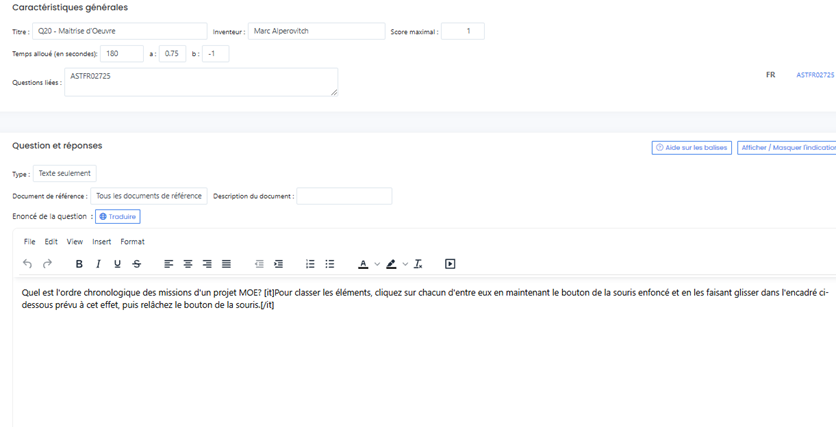 Caractéristiques générales
Titre : Q20 - Maitrise d'Oeuvre Inventeur : Marc Alperovitch Score maximal : 1
Temps alloué (en secondes): 180 a : 0.75 b : -1
Questions liées : ASTFR02725
FR ASTFR02725
Question et réponses
Aide sur les balises Afficher / Masquer l'indication
Type : Texte seulement
Document de référence : Tous les documents de référence Description du document :
Enoncé de la question : Traduire
File Edit View Insert Format
B I U S A
Quel est l'ordre chronologique des missions d'un projet MOE? [it]Pour classer les éléments, cliquez sur chacun d'entre eux en maintenant le bouton de la souris enfoncé et en les faisant glisser dans l'encadré ci-
dessous prévu à cet effet, puis relâchez le bouton de la souris.[/it]